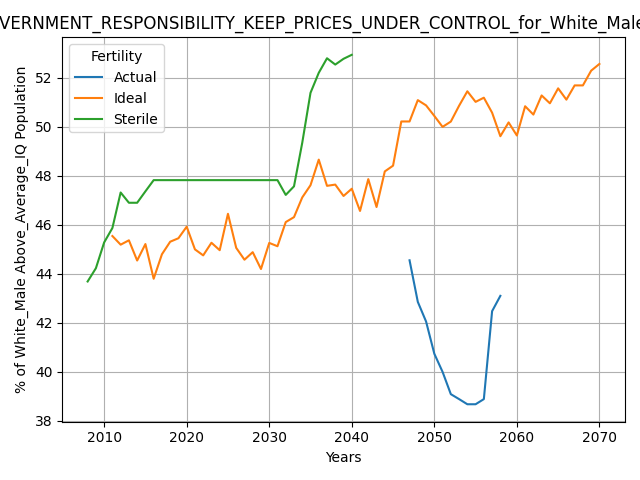 VERNMENT_RESPONSIBILITY_KEEP_PRICES_UNDER_CONTROL_for_White_Male
Fertility
Actual
Ideal
Sterile
% of White_Male Above_Average_IQ Population
52
50
48
46
44
42
40
38
2010
2020
2030
2040
2050
2060
2070
Years